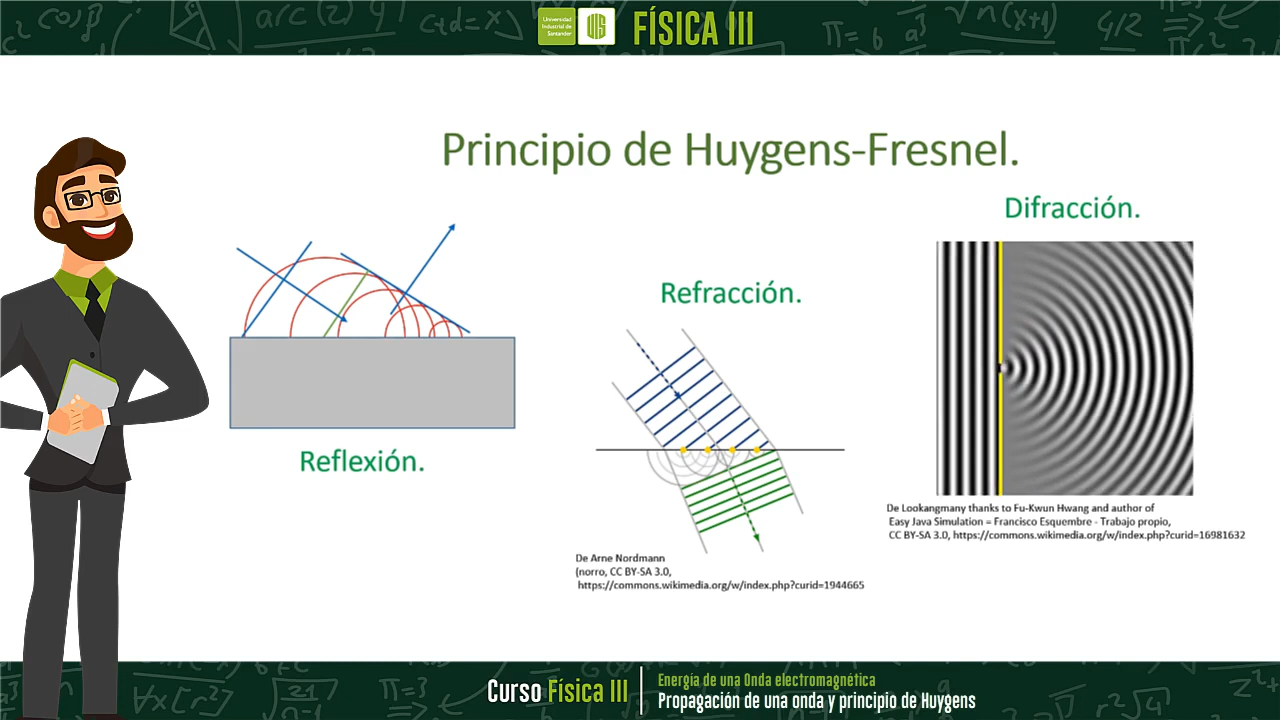 Universidad
Industrial de
Santander
UIS
FÍSICA III
Principio de Huygens-Fresnel.
Difracción.
Refracción.
Reflexión.
De Lookangmany thanks to Fu-Kwun Hwang and author of
Easy Java Simulation = Francisco Esquembre - Trabajo propio,
CC BY-SA 3.0, https://commons.wikimedia.org/w/index.php?curid=16981632
De Arne Nordmann
(norro, CC BY-SA 3.0,
https://commons.wikimedia.org/w/index.php?curid=1944665
Curso Física III
Energía de una Onda electromagnética
Propagación de una onda y principio de Huygens